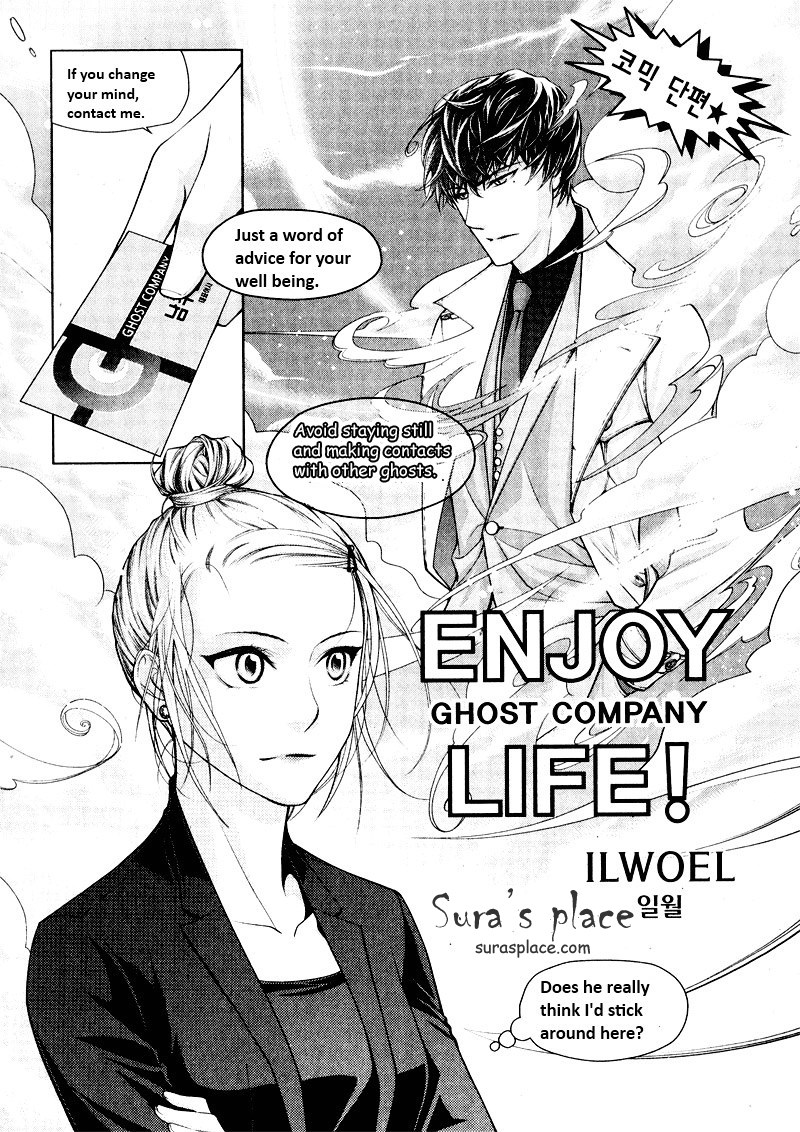 If you change
your mind,
contact me.
코믹 단편★
GHOST COMPANY
Just a word of
advice for your
well being.
Avoid staying still
and making contacts
with other ghosts.
ENJOY
GHOST COMPANY
LIFE!
ILWOEL
일월
Sura's place
surasplace.com
Does he really
think I'd stick
around here?